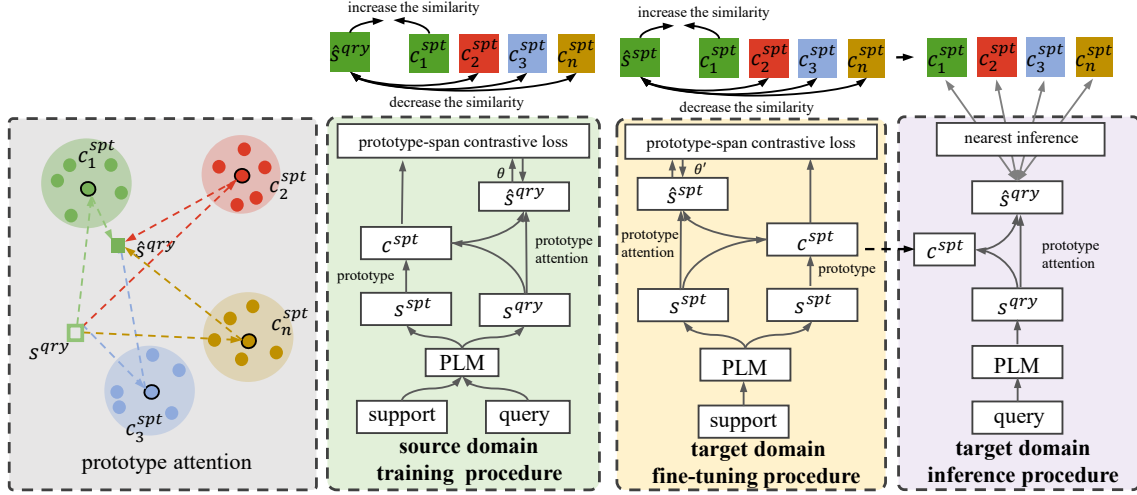 increase the similarity
ŝ^{qry} c_1^{spt} c_2^{spt} c_3^{spt} c_n^{spt}
decrease the similarity
increase the similarity
ŝ^{spt} c_1^{spt} c_2^{spt} c_3^{spt} c_n^{spt}
decrease the similarity
c_1^{spt} c_2^{spt} c_3^{spt} c_n^{spt}
c_1^{spt}
c_2^{spt}
ŝ^{qry}
s^{qry}
c_n^{spt}
c_3^{spt}
prototype attention
prototype-span contrastive loss
θ
ŝ^{qry}
c^{spt}
prototype
attention
prototype
s^{spt} s^{qry}
PLM
support query
source domain
training procedure
prototype-span contrastive loss
θ′
ŝ^{spt}
prototype
attention
c^{spt}
prototype
s^{spt} s^{spt}
PLM
support
target domain
fine-tuning procedure
nearest inference
ŝ^{qry}
c^{spt}
prototype
attention
s^{qry}
PLM
query
target domain
inference procedure